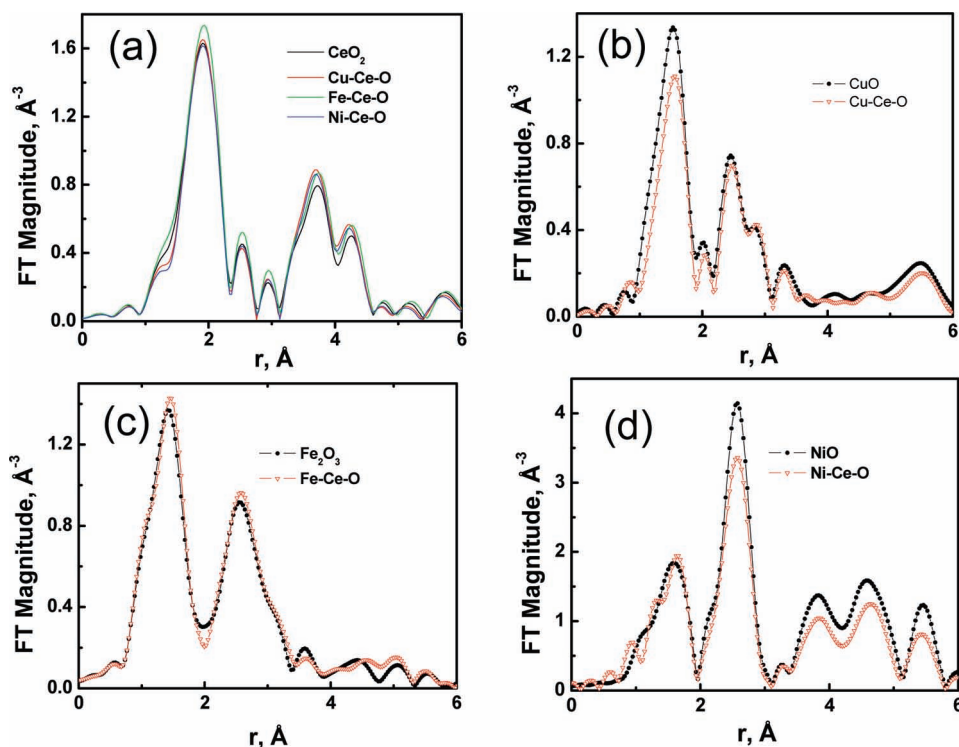 (a)
CeO₂
Cu-Ce-O
Fe-Ce-O
Ni-Ce-O
FT Magnitude, Å⁻³
1.6
1.2
0.8
0.4
0.0
0 2 4 6
r, Å
(b)
CuO
Cu-Ce-O
FT Magnitude, Å⁻³
1.2
0.8
0.4
0.0
0 1 2 3 4 5 6
r, Å
(c)
Fe₂O₃
Fe-Ce-O
FT Magnitude, Å⁻³
1.2
0.8
0.4
0.0
0 2 4 6
r, Å
(d)
NiO
Ni-Ce-O
FT Magnitude, Å⁻³
4
3
2
1
0
0 2 4 6
r, Å